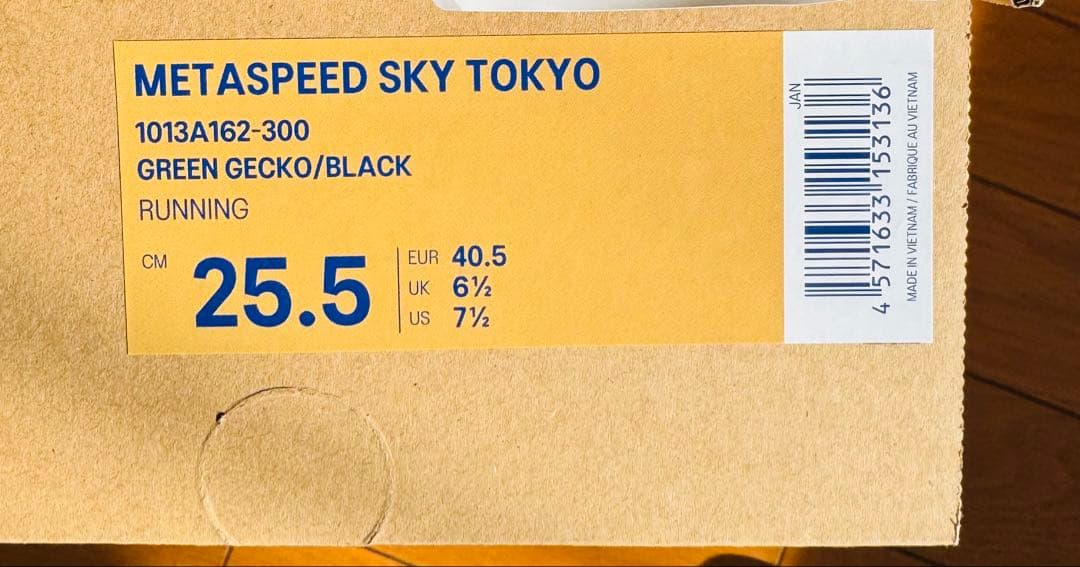 METASPEED SKY TOKYO
1013A162-300
GREEN GECKO/BLACK
RUNNING
CM 25.5
EUR 40.5
UK 6½
US 7½
JAN
4 571633 153136
MADE IN VIETNAM / FABRIQUE AU VIETNAM